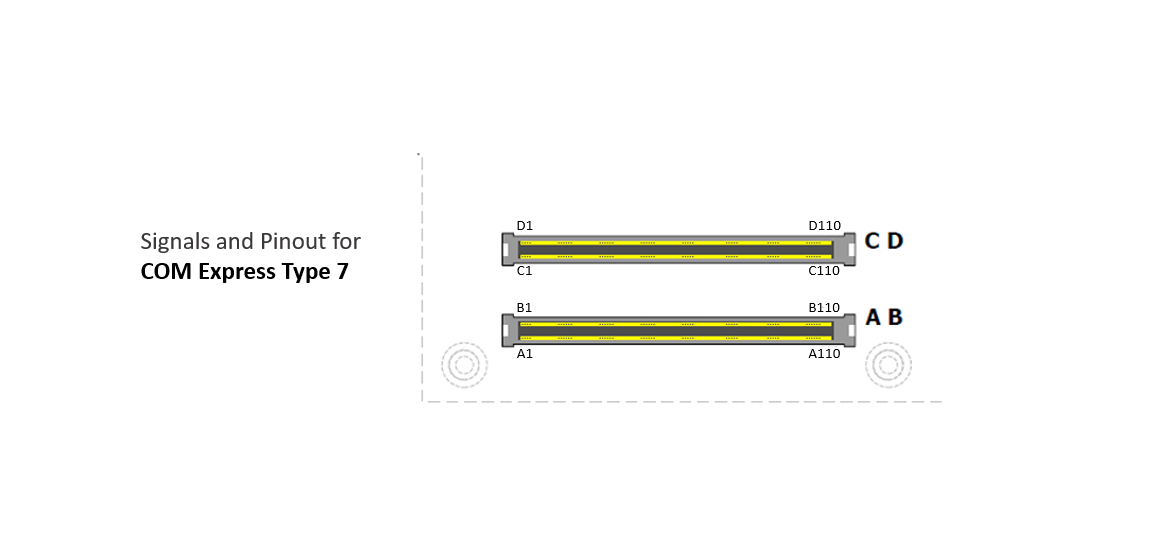 Signals and Pinout for
COM Express Type 7
D1 D110
C D
C1 C110
B1 B110
A B
A1 A110